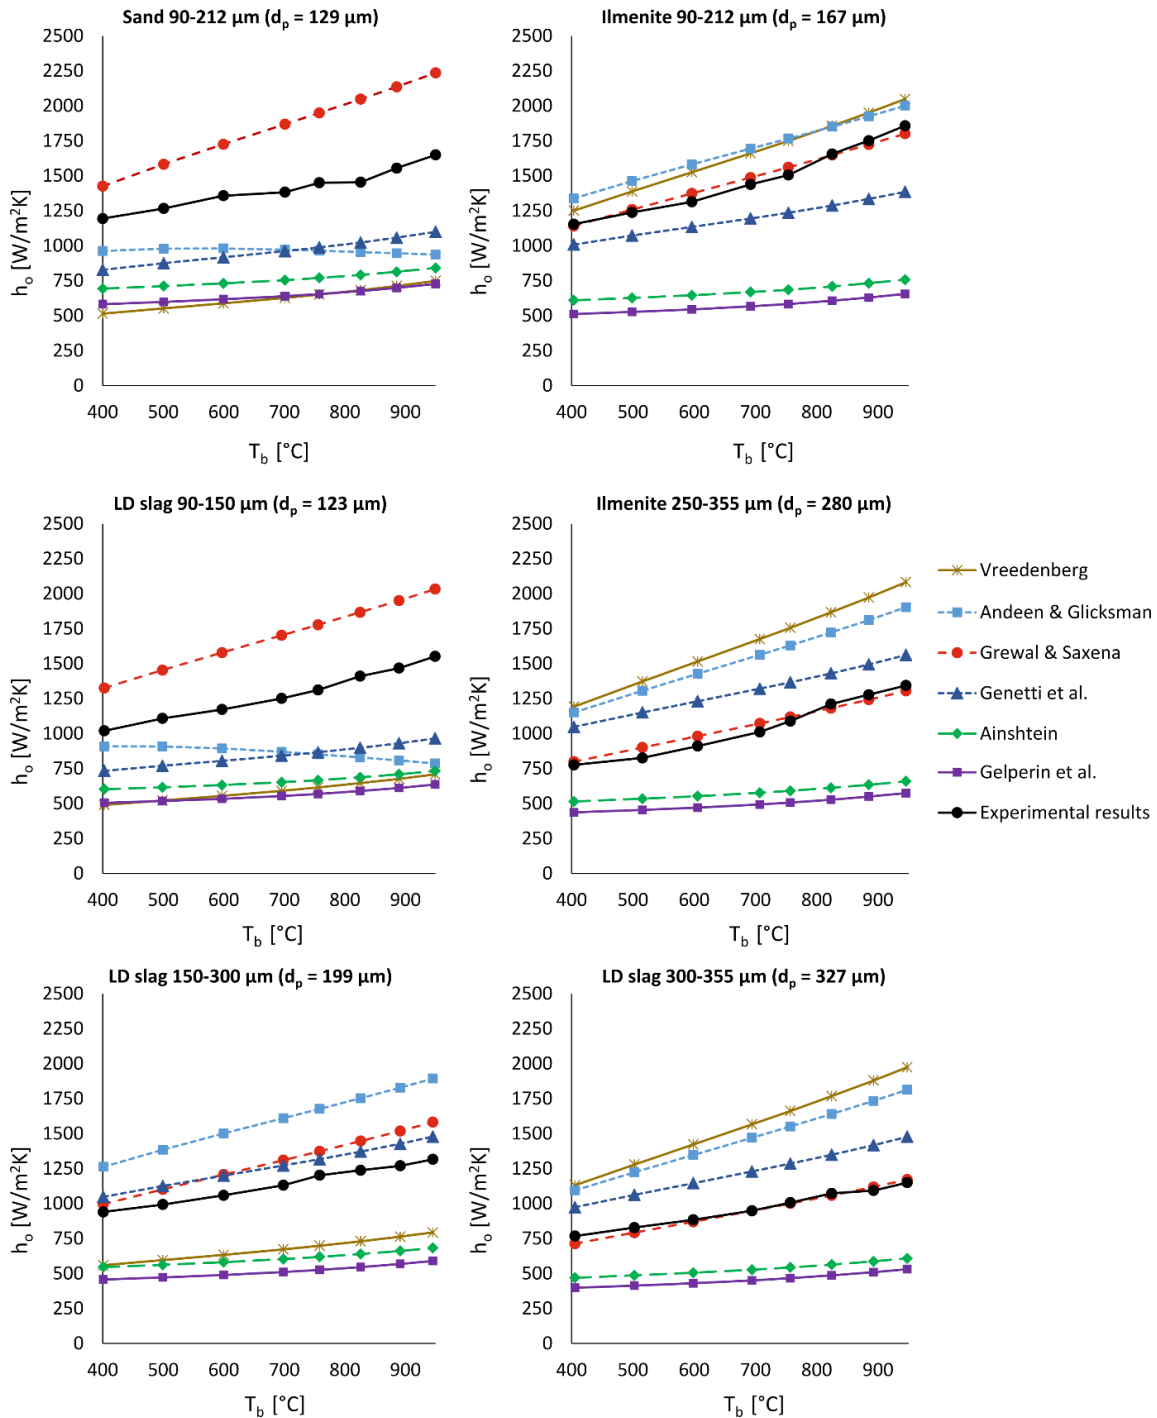 Sand 90-212 µm (dp = 129 µm)
2500
2250
2000
1750
1500
1250
1000
750
500
250
0
ho [W/m²K]
400 500 600 700 800 900
Tb [°C]
Ilmenite 90-212 µm (dp = 167 µm)
2500
2250
2000
1750
1500
1250
1000
750
500
250
0
ho [W/m²K]
400 500 600 700 800 900
Tb [°C]
LD slag 90-150 µm (dp = 123 µm)
2500
2250
2000
1750
1500
1250
1000
750
500
250
0
ho [W/m²K]
400 500 600 700 800 900
Tb [°C]
Ilmenite 250-355 µm (dp = 280 µm)
2500
2250
2000
1750
1500
1250
1000
750
500
250
0
ho [W/m²K]
400 500 600 700 800 900
Tb [°C]
Vreedenberg
Andeen & Glicksman
Grewal & Saxena
Genetti et al.
Ainshtein
Gelperin et al.
Experimental results
LD slag 150-300 µm (dp = 199 µm)
2500
2250
2000
1750
1500
1250
1000
750
500
250
0
ho [W/m²K]
400 500 600 700 800 900
Tb [°C]
LD slag 300-355 µm (dp = 327 µm)
2500
2250
2000
1750
1500
1250
1000
750
500
250
0
ho [W/m²K]
400 500 600 700 800 900
Tb [°C]